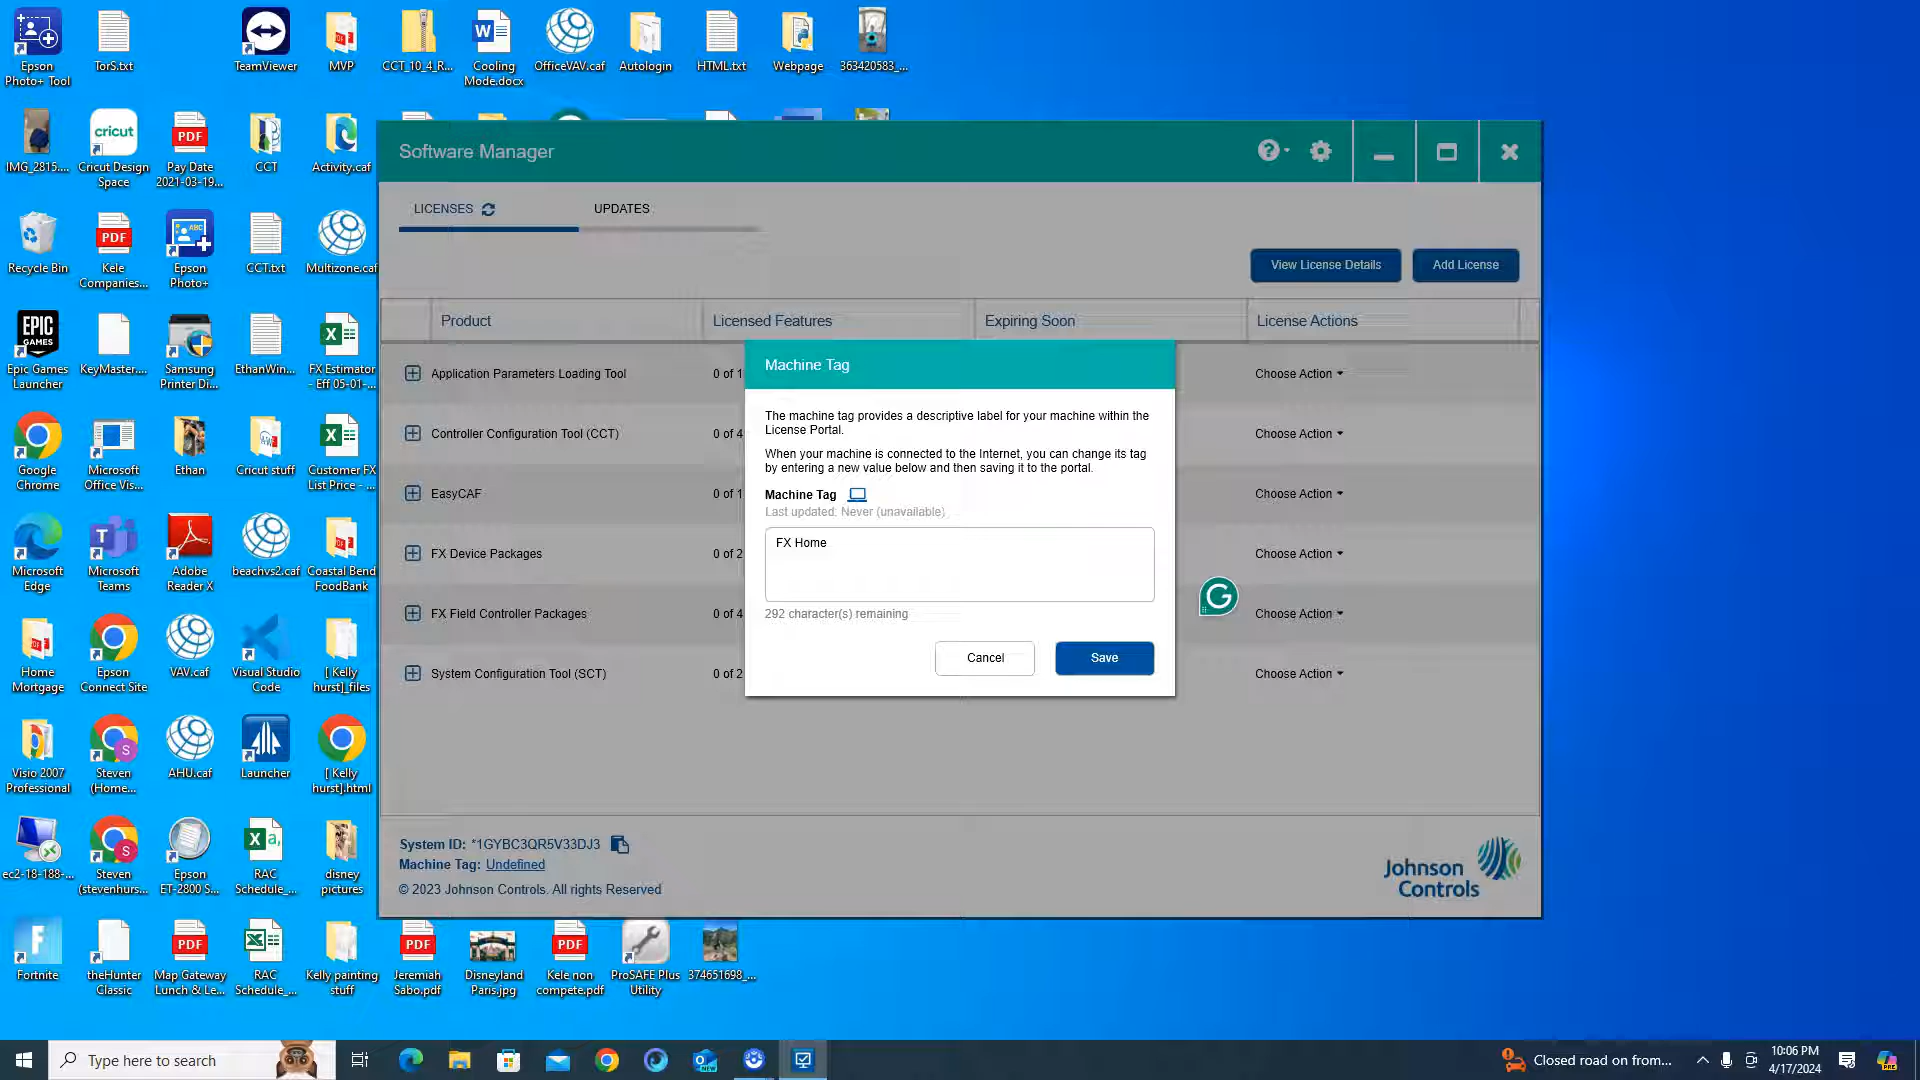 Epson
Photo+ Tool
TorS.txt
TeamViewer
MVP
CCT_10_4_R...
Cooling
Mode.docx
OfficeVAV.caf
Autologin
HTML.txt
Webpage
363420583_...
IMG_2815....
cricut
Cricut Design
Space
PDF
Pay Date
2021-03-19...
CCT
Activity.caf
Recycle Bin
PDF
Kele
Companies...
Epson
Photo+
CCT.txt
Multizone.caf
EPIC
GAMES
Epic Games
Launcher
KeyMaster....
Samsung
Printer Di...
EthanWin...
FX Estimator
- Eff 05-01-...
Google
Chrome
Microsoft
Office Vis...
Ethan
Cricut stuff
Customer FX
List Price - ...
Microsoft
Edge
Microsoft
Teams
Adobe
Reader X
beachvs2.caf
Coastal Bend
FoodBank
Home
Mortgage
Epson
Connect Site
VAV.caf
Visual Studio
Code
[ Kelly
hurst]_files
Visio 2007
Professional
Steven
(Home...
AHU.caf
Launcher
[ Kelly
hurst].html
ec2-18-188-...
Steven
(stevenhurs...
Epson
ET-2800 S...
RAC
Schedule_...
disney
pictures
Fortnite
theHunter
Classic
PDF
Map Gateway
Lunch & Le...
RAC
Schedule_...
Kelly painting
stuff
PDF
Jeremiah
Sabo.pdf
Disneyland
Paris.jpg
PDF
Kele non
compete.pdf
ProSAFE Plus
Utility
374651698_...
Software Manager
LICENSES
UPDATES
View License Details
Add License
Product
Licensed Features
Expiring Soon
License Actions
Application Parameters Loading Tool
0 of 1
Choose Action
Controller Configuration Tool (CCT)
0 of 4
Choose Action
EasyCAF
0 of 1
Choose Action
FX Device Packages
0 of 2
Choose Action
FX Field Controller Packages
0 of 4
Choose Action
System Configuration Tool (SCT)
0 of 2
Choose Action
Machine Tag
The machine tag provides a descriptive label for your machine within the
License Portal.
When your machine is connected to the Internet, you can change its tag
by entering a new value below and then saving it to the portal.
Machine Tag
Last updated: Never (unavailable)
FX Home
292 character(s) remaining
Cancel
Save
System ID: *1GYBC3QR5V33DJ3
Machine Tag: Undefined
© 2023 Johnson Controls. All rights Reserved
Johnson
Controls
Type here to search
Closed road on from...
10:06 PM
4/17/2024